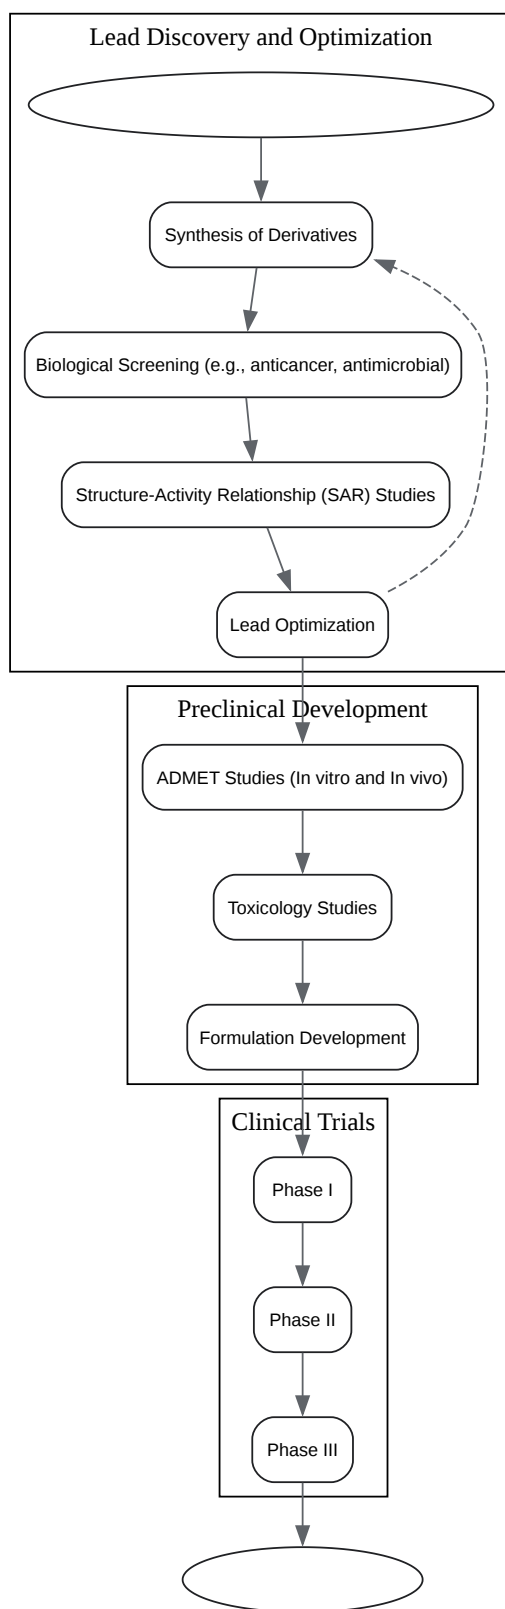 Lead Discovery and Optimization
Synthesis of Derivatives
Biological Screening (e.g., anticancer, antimicrobial)
Structure-Activity Relationship (SAR) Studies
Lead Optimization
Preclinical Development
ADMET Studies (In vitro and In vivo)
Toxicology Studies
Formulation Development
Clinical Trials
Phase I
Phase II
Phase III